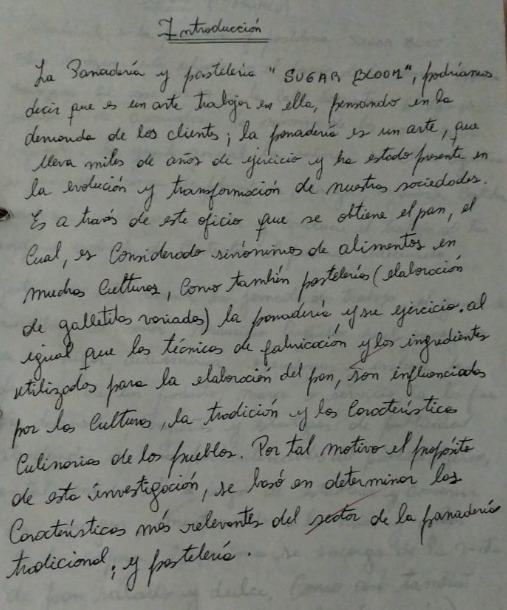 Introducción
La Panadería y pastelería "SUGAR BLOOM", podríamos
decir que es un arte trabajar en ella, pensando en la
demanda de los clientes; la panadería es un arte, que
lleva miles de años de ejercicio y ha estado presente en
la evolución y transformación de nuestras sociedades.
Es a través de este oficio que se obtiene el pan, el
Cual, es Considerado sinónimos de alimentos en
muchas Culturas, Como también pastelerías (elaboración
de galletitas variadas) la panadería y su ejercicio. al
igual que las técnicas de fabricación y los ingredientes
utilizados para la elaboración del pan, son influenciados
por las Culturas, la tradición y las Características
Culinarias de los pueblos. Por tal motivo el propósito
de esta investigación, se basó en determinar las
Características más relevantes del sector de la panadería
tradicional; y pastelería.